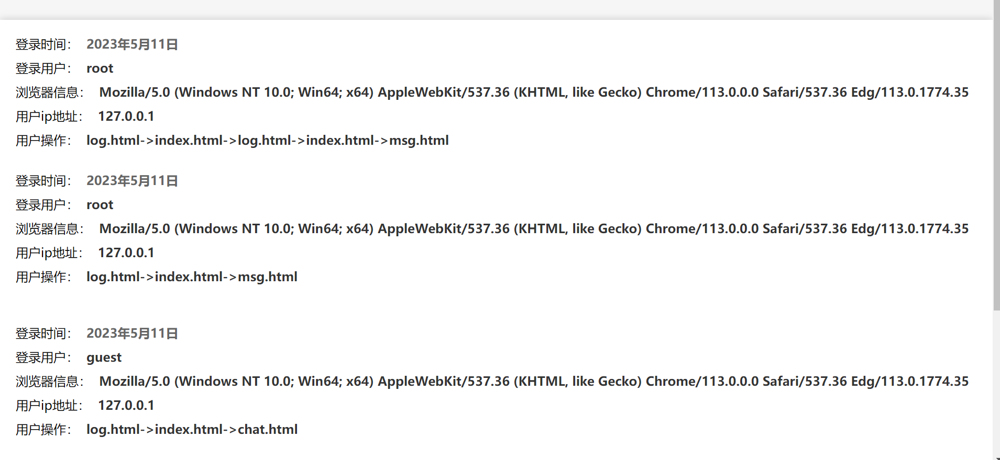 登录时间： 2023年5月11日
登录用户： root
浏览器信息： Mozilla/5.0 (Windows NT 10.0; Win64; x64) AppleWebKit/537.36 (KHTML, like Gecko) Chrome/113.0.0.0 Safari/537.36 Edg/113.0.1774.35
用户ip地址： 127.0.0.1
用户操作： log.html->index.html->log.html->index.html->msg.html
登录时间： 2023年5月11日
登录用户： root
浏览器信息： Mozilla/5.0 (Windows NT 10.0; Win64; x64) AppleWebKit/537.36 (KHTML, like Gecko) Chrome/113.0.0.0 Safari/537.36 Edg/113.0.1774.35
用户ip地址： 127.0.0.1
用户操作： log.html->index.html->msg.html
登录时间： 2023年5月11日
登录用户： guest
浏览器信息： Mozilla/5.0 (Windows NT 10.0; Win64; x64) AppleWebKit/537.36 (KHTML, like Gecko) Chrome/113.0.0.0 Safari/537.36 Edg/113.0.1774.35
用户ip地址： 127.0.0.1
用户操作： log.html->index.html->chat.html